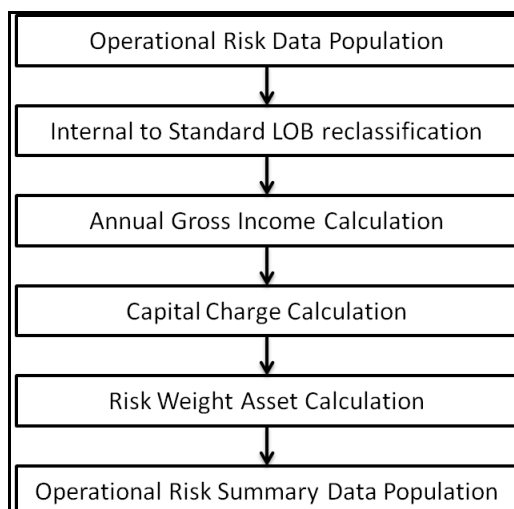 Operational Risk Data Population
Internal to Standard LOB reclassification
Annual Gross Income Calculation
Capital Charge Calculation
Risk Weight Asset Calculation
Operational Risk Summary Data Population